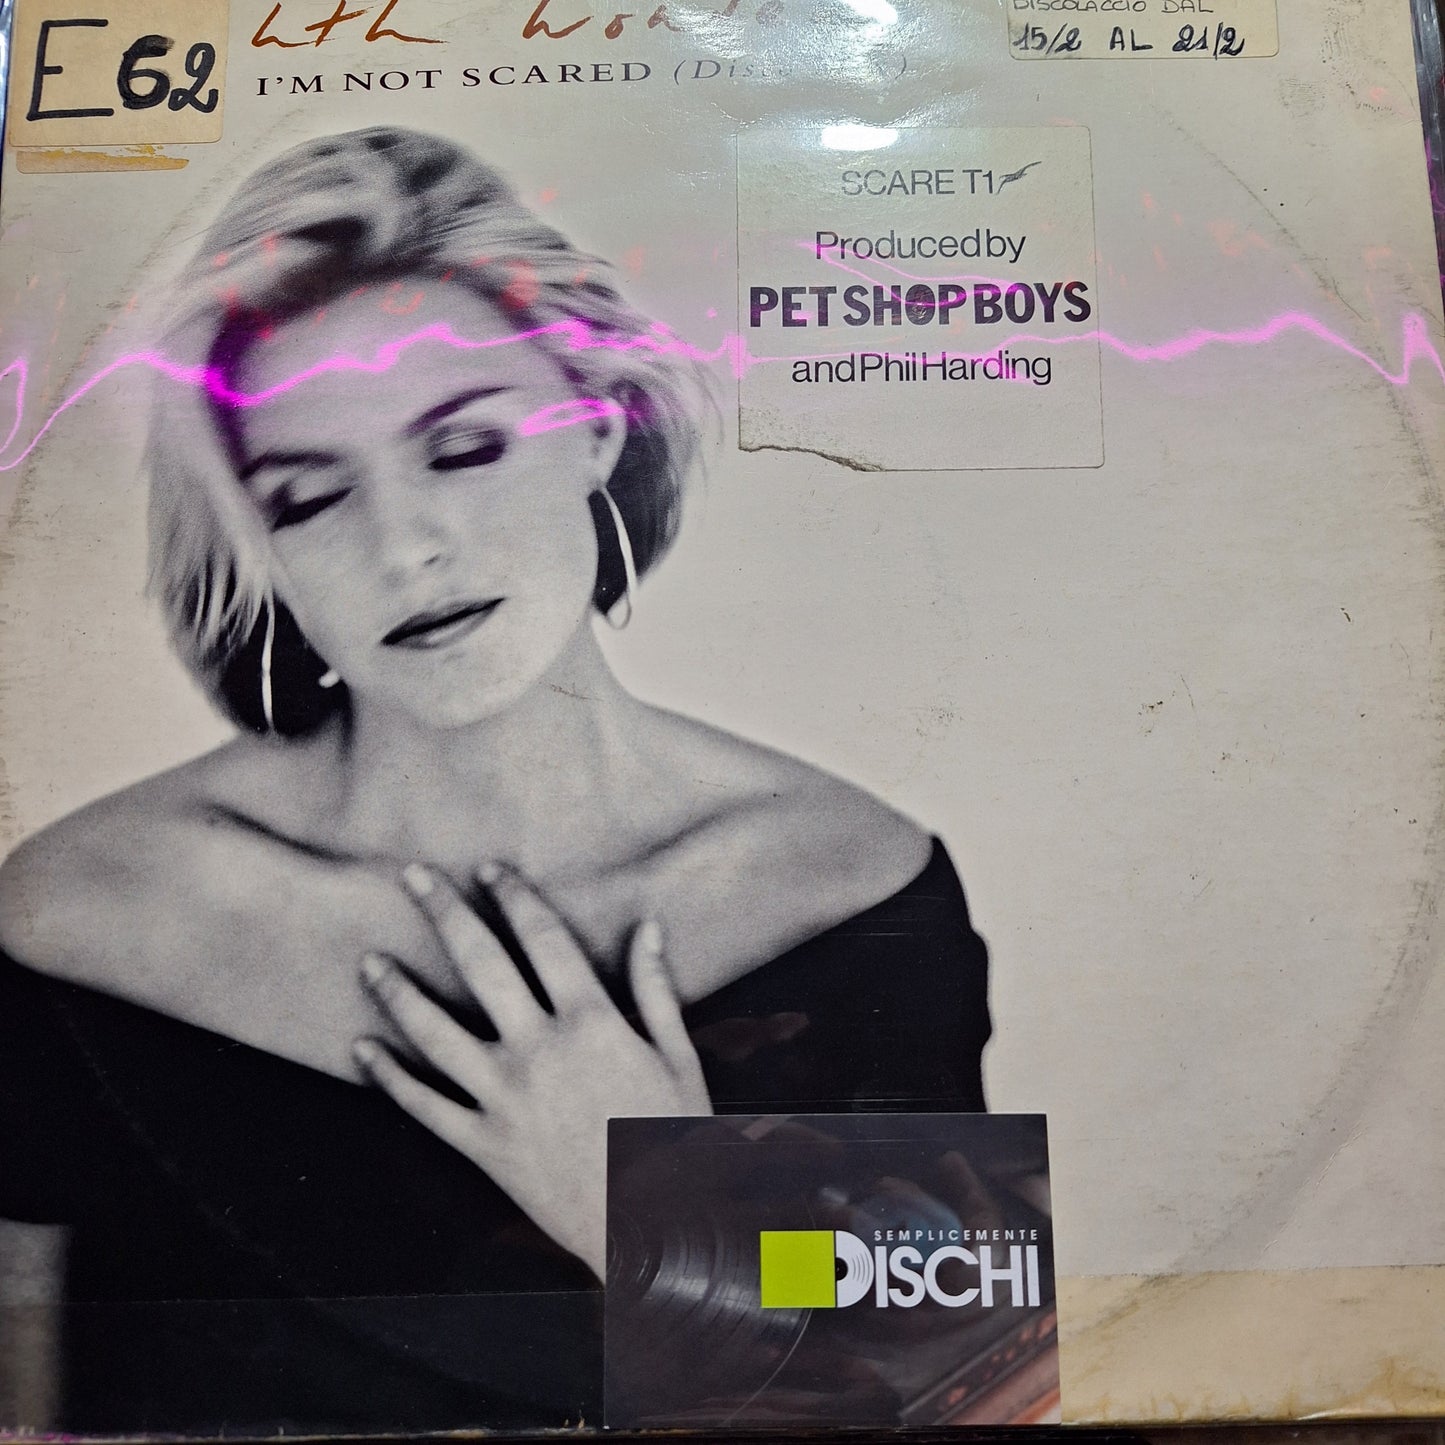 E 62
DISCOLACCIO DAL
15/2 AL 21/2
I'M NOT SCARED
SCARE T1
Produced by
PET SHOP BOYS
and Phil Harding
SEMPLICEMENTE
DISCHI